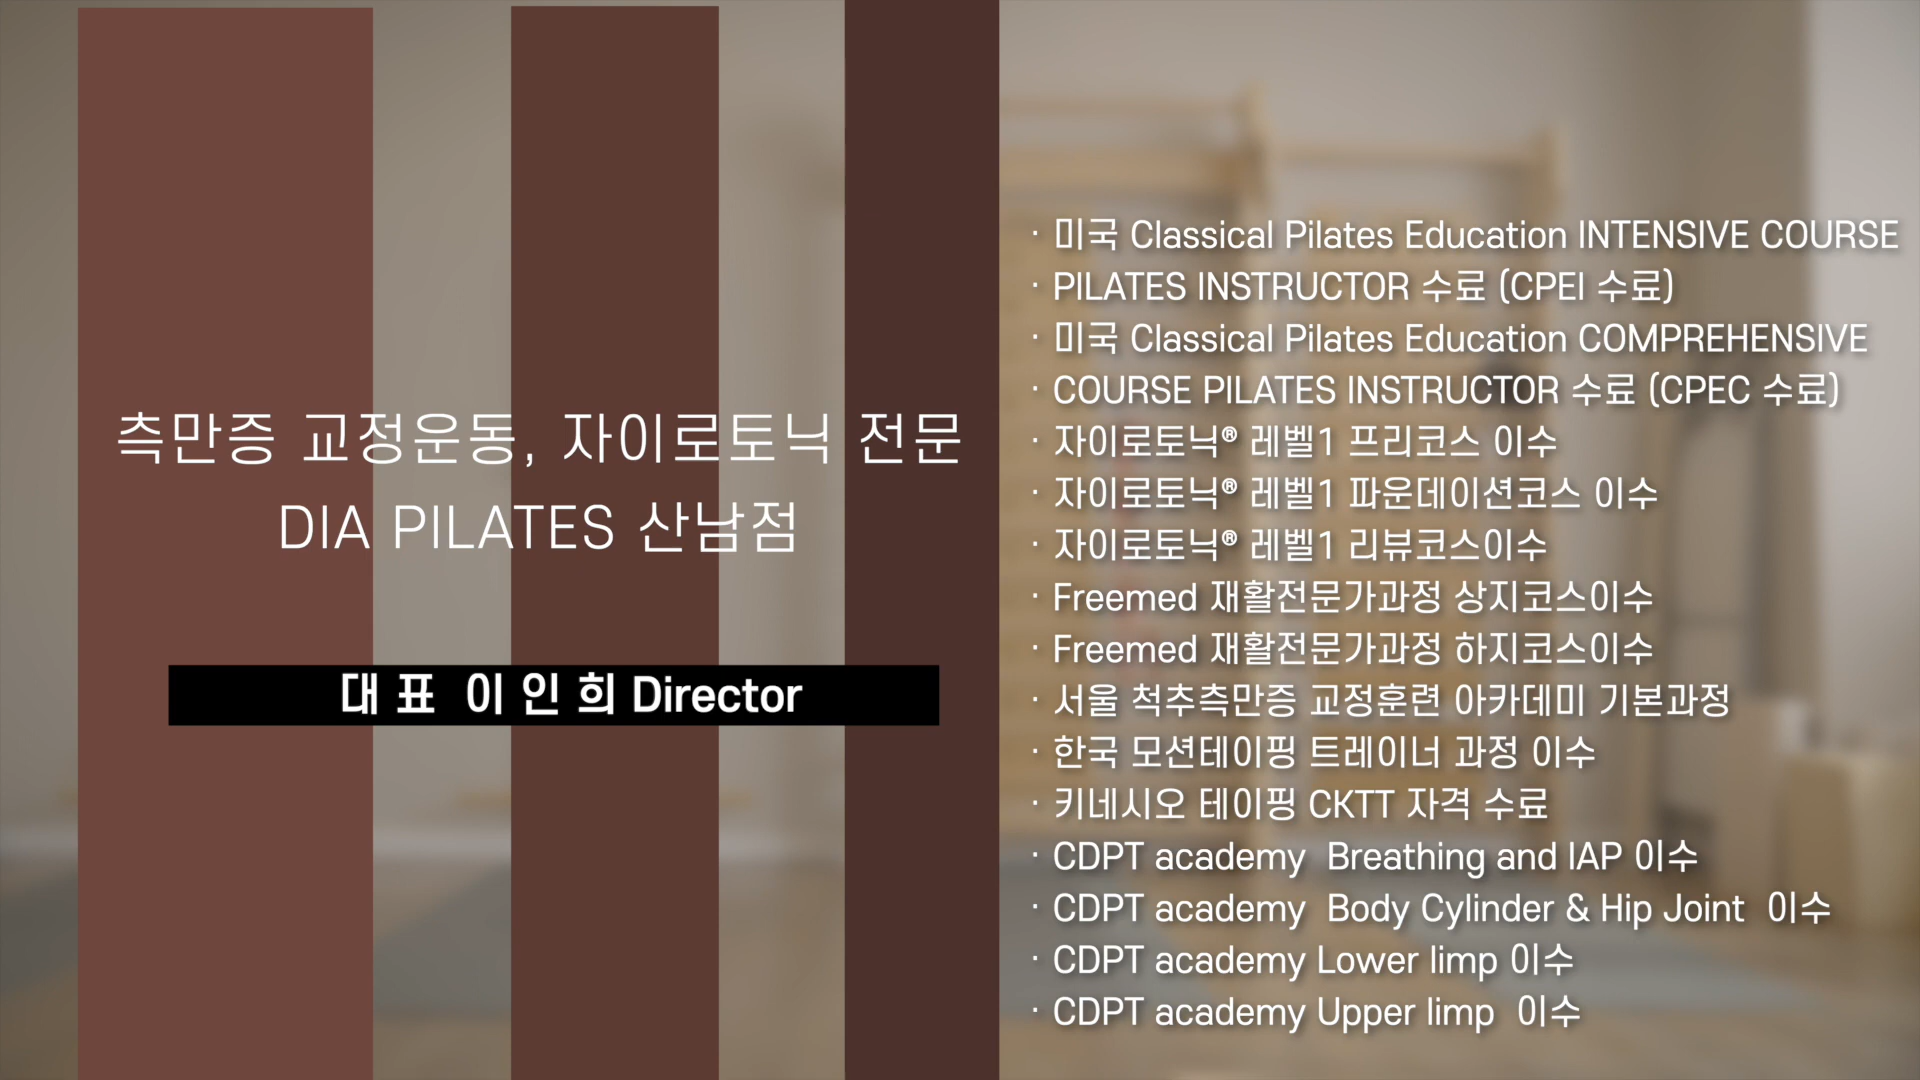 측만증 교정운동, 자이로토닉 전문
DIA PILATES 산남점
대 표 이 인 희 Director
· 미국 Classical Pilates Education INTENSIVE COURSE
· PILATES INSTRUCTOR 수료 (CPEI 수료)
· 미국 Classical Pilates Education COMPREHENSIVE
· COURSE PILATES INSTRUCTOR 수료 (CPEC 수료)
· 자이로토닉® 레벨1 프리코스 이수
· 자이로토닉® 레벨1 파운데이션코스 이수
· 자이로토닉® 레벨1 리뷰코스이수
· Freemed 재활전문가과정 상지코스이수
· Freemed 재활전문가과정 하지코스이수
· 서울 척추측만증 교정훈련 아카데미 기본과정
· 한국 모션테이핑 트레이너 과정 이수
· 키네시오 테이핑 CKTT 자격 수료
· CDPT academy Breathing and IAP 이수
· CDPT academy Body Cylinder & Hip Joint 이수
· CDPT academy Lower limp 이수
· CDPT academy Upper limp 이수